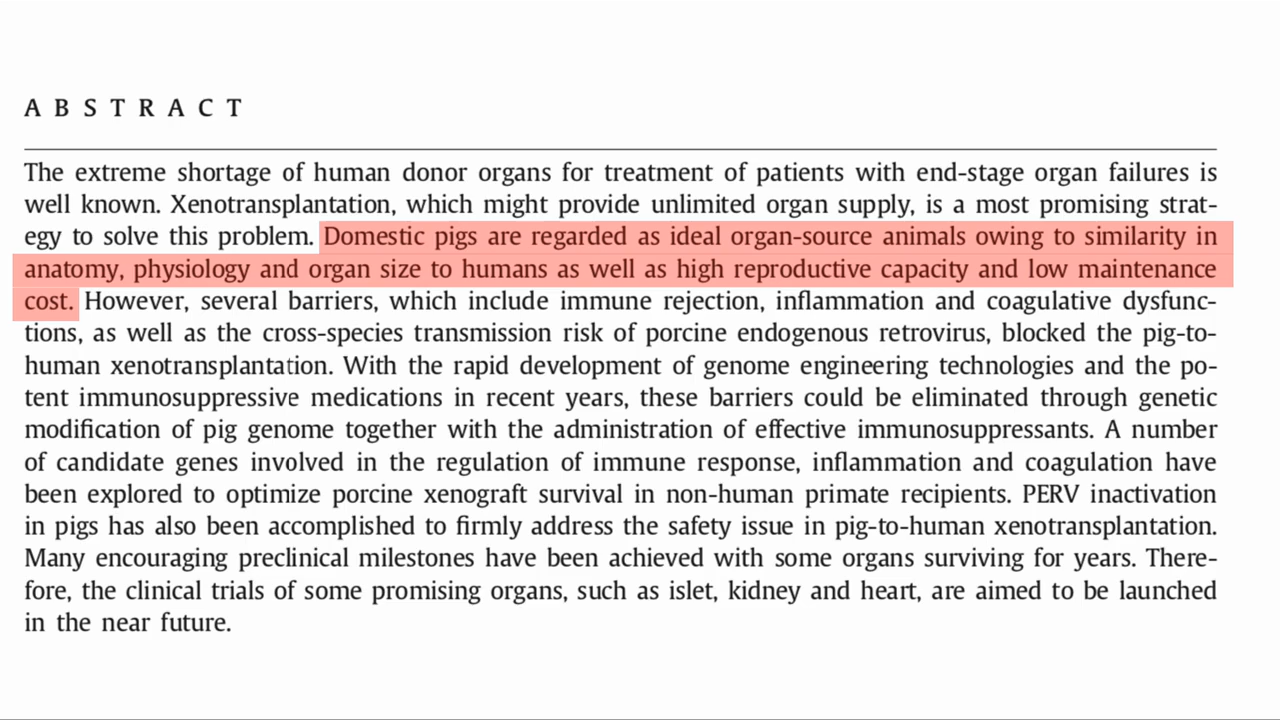 A B S T R A C T
The extreme shortage of human donor organs for treatment of patients with end-stage organ failures is
well known. Xenotransplantation, which might provide unlimited organ supply, is a most promising strat-
egy to solve this problem. Domestic pigs are regarded as ideal organ-source animals owing to similarity in
anatomy, physiology and organ size to humans as well as high reproductive capacity and low maintenance
cost. However, several barriers, which include immune rejection, inflammation and coagulative dysfunc-
tions, as well as the cross-species transmission risk of porcine endogenous retrovirus, blocked the pig-to-
human xenotransplantation. With the rapid development of genome engineering technologies and the po-
tent immunosuppressive medications in recent years, these barriers could be eliminated through genetic
modification of pig genome together with the administration of effective immunosuppressants. A number
of candidate genes involved in the regulation of immune response, inflammation and coagulation have
been explored to optimize porcine xenograft survival in non-human primate recipients. PERV inactivation
in pigs has also been accomplished to firmly address the safety issue in pig-to-human xenotransplantation.
Many encouraging preclinical milestones have been achieved with some organs surviving for years. There-
fore, the clinical trials of some promising organs, such as islet, kidney and heart, are aimed to be launched
in the near future.